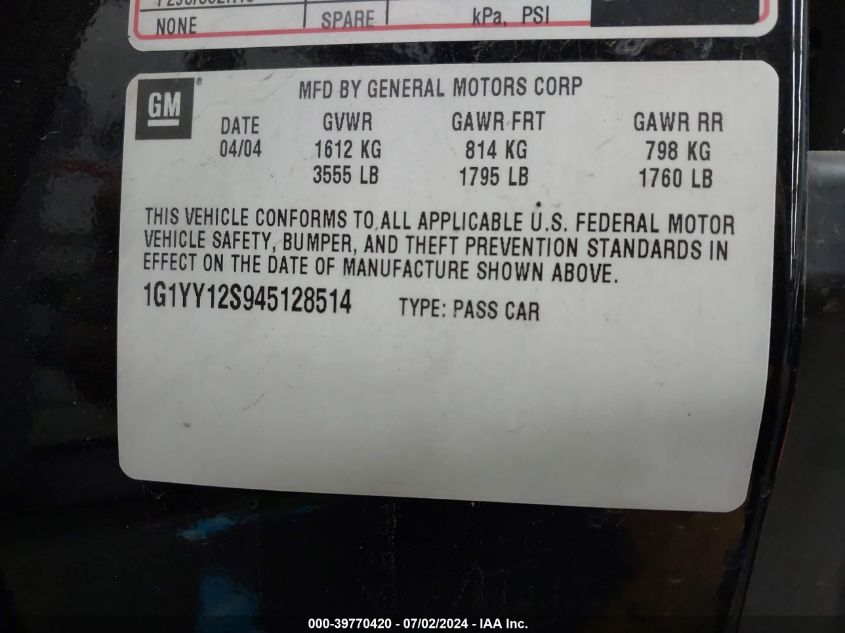 NONE SPARE kPa, PSI
GM ®
MFD BY GENERAL MOTORS CORP
DATE GVWR GAWR FRT GAWR RR
04/04 1612 KG 814 KG 798 KG
3555 LB 1795 LB 1760 LB
THIS VEHICLE CONFORMS TO ALL APPLICABLE U.S. FEDERAL MOTOR
VEHICLE SAFETY, BUMPER, AND THEFT PREVENTION STANDARDS IN
EFFECT ON THE DATE OF MANUFACTURE SHOWN ABOVE.
1G1YY12S945128514 TYPE: PASS CAR
000-39770420 - 07/02/2024 - IAA Inc.